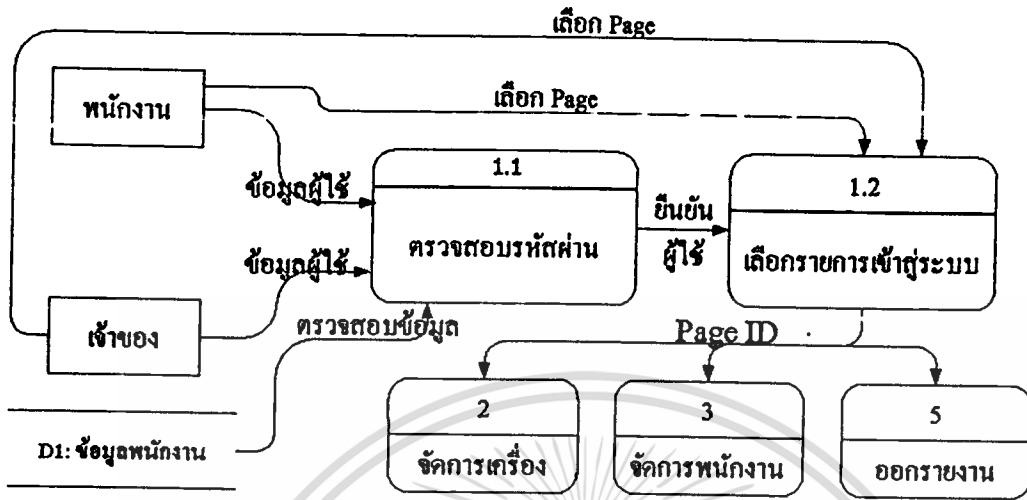 เลือก Page
พนักงาน
เลือก Page
1.1
1.2
ข้อมูลผู้ใช้
ยืนยัน
ผู้ใช้
ตรวจสอบรหัสผ่าน
เลือกรายการเข้าสู่ระบบ
ข้อมูลผู้ใช้
เจ้าของ
ตรวจสอบข้อมูล
Page ID
D1: ข้อมูลพนักงาน
2
3
5
จัดการเครื่อง
จัดการพนักงาน
ออกรายงาน